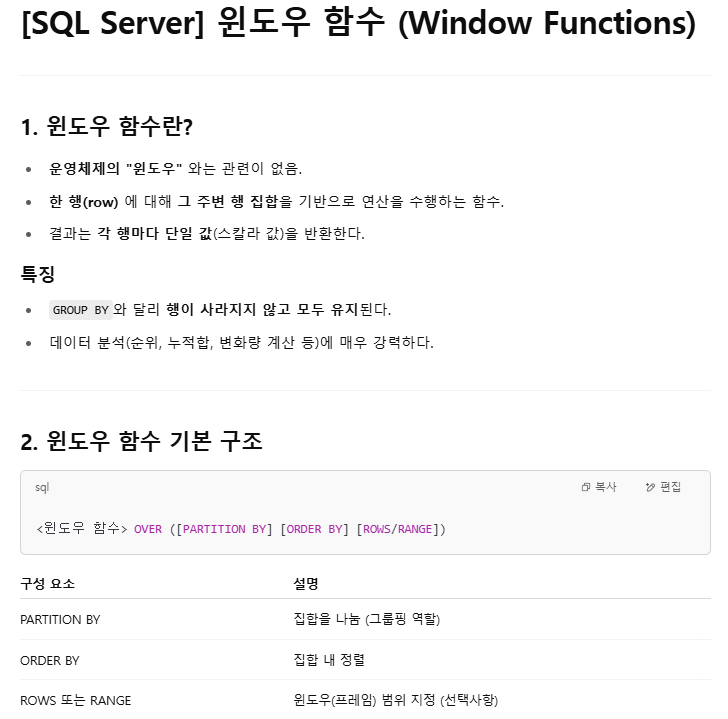 [SQL Server] 윈도우 함수 (Window Functions)
1. 윈도우 함수란?
운영체제의 "윈도우" 와는 관련이 없음.
한 행(row) 에 대해 그 주변 행 집합을 기반으로 연산을 수행하는 함수.
결과는 각 행마다 단일 값(스칼라 값)을 반환한다.
특징
GROUP BY와 달리 행이 사라지지 않고 모두 유지된다.
데이터 분석(순위, 누적합, 변화량 계산 등)에 매우 강력하다.
2. 윈도우 함수 기본 구조
sql 복사 편집
<윈도우 함수> OVER ([PARTITION BY] [ORDER BY] [ROWS/RANGE])
구성 요소 설명
PARTITION BY 집합을 나눔 (그룹핑 역할)
ORDER BY 집합 내 정렬
ROWS 또는 RANGE 윈도우(프레임) 범위 지정 (선택사항)